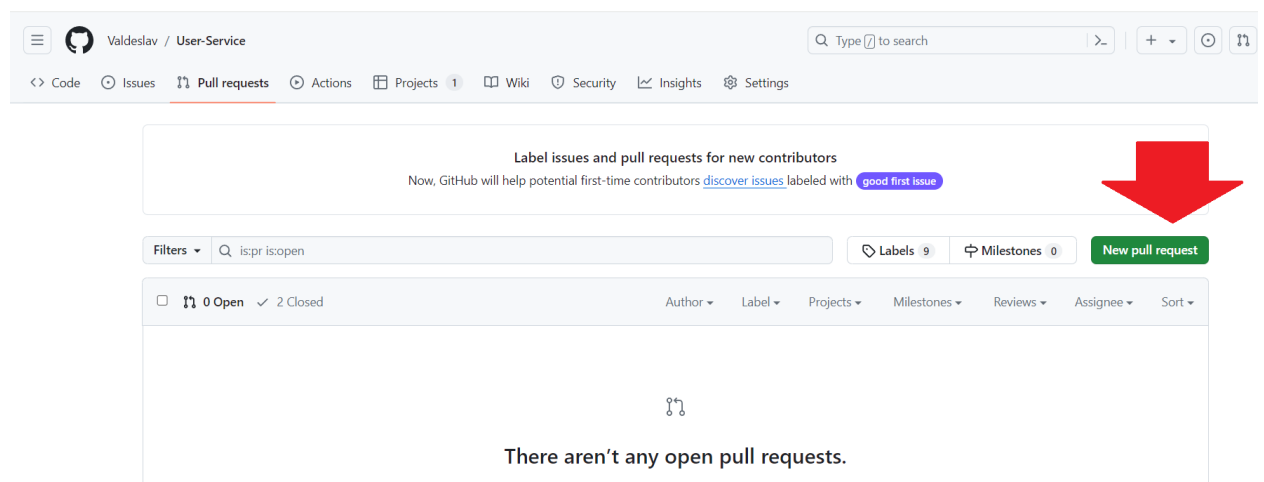 Valdeslav / User-Service
Type / to search
Code Issues Pull requests Actions Projects 1 Wiki Security Insights Settings
Label issues and pull requests for new contributors
Now, GitHub will help potential first-time contributors discover issues labeled with good first issue
Filters is:pr is:open Labels 9 Milestones 0 New pull request
0 Open 2 Closed Author Label Projects Milestones Reviews Assignee Sort
There aren’t any open pull requests.